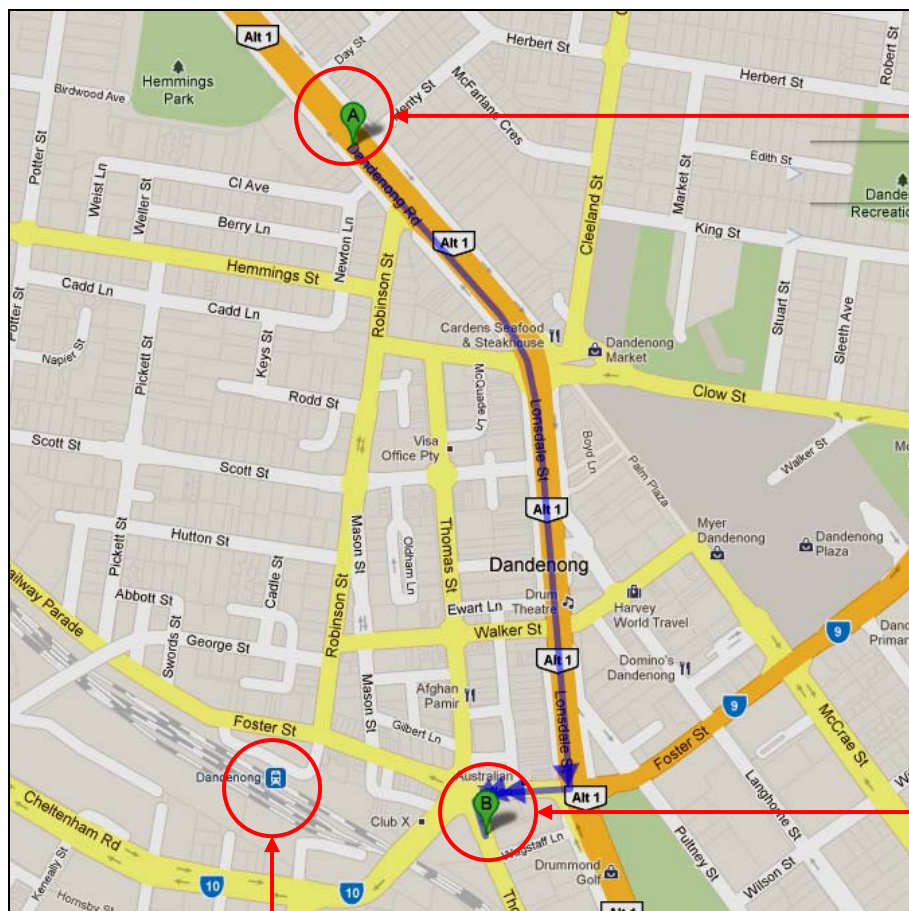 Alt 1
Day St
Herbert St
Robert St
Hemmings
Park
Birdwood Ave
A
Henty St
McFarland Cres
Herbert St
Potter St
Dandenong Rd
Edith St
Market St
Cleeland St
Weist Ln
Weller St
Cl Ave
Berry Ln
Newton Ln
Alt 1
King St
Recreation
Hemmings St
Robinson St
Cadd Ln
Cadd Ln
Potter St
Napier St
Pickett St
Keys St
Cardens Seafood
& Steakhouse
Dandenong
Market
Stuart St
Sleeth Ave
McQuade Ln
Clow St
Rodd St
Lonsdale St
Visa
Office Pty
Boyd Ln
Palm Plaza
Walker St
Scott St
Scott St
Alt 1
Mason St
Oldham Ln
Thomas St
Hutton St
Pickett St
Cadle St
Myer
Dandenong
Dandenong
Plaza
Dandenong
Drum
Theatre
Harvey
World Travel
Railway Parade
Abbott St
Ewart Ln
Walker St
Swords St
George St
Robinson St
9
Alt 1
Domino's
Dandenong
Afghan
Pamir
Mason St
Lonsdale St
9
Gilbert Ln
Foster St
Foster St
McCrae St
Dandenong
Australian
B
Alt 1
Cheltenham Rd
Club X
Wagstaff Ln
Langhorne St
Pultney St
Wilson St
Drummond
Golf
Keneally St
Hornsby St
10
10
Alt 1